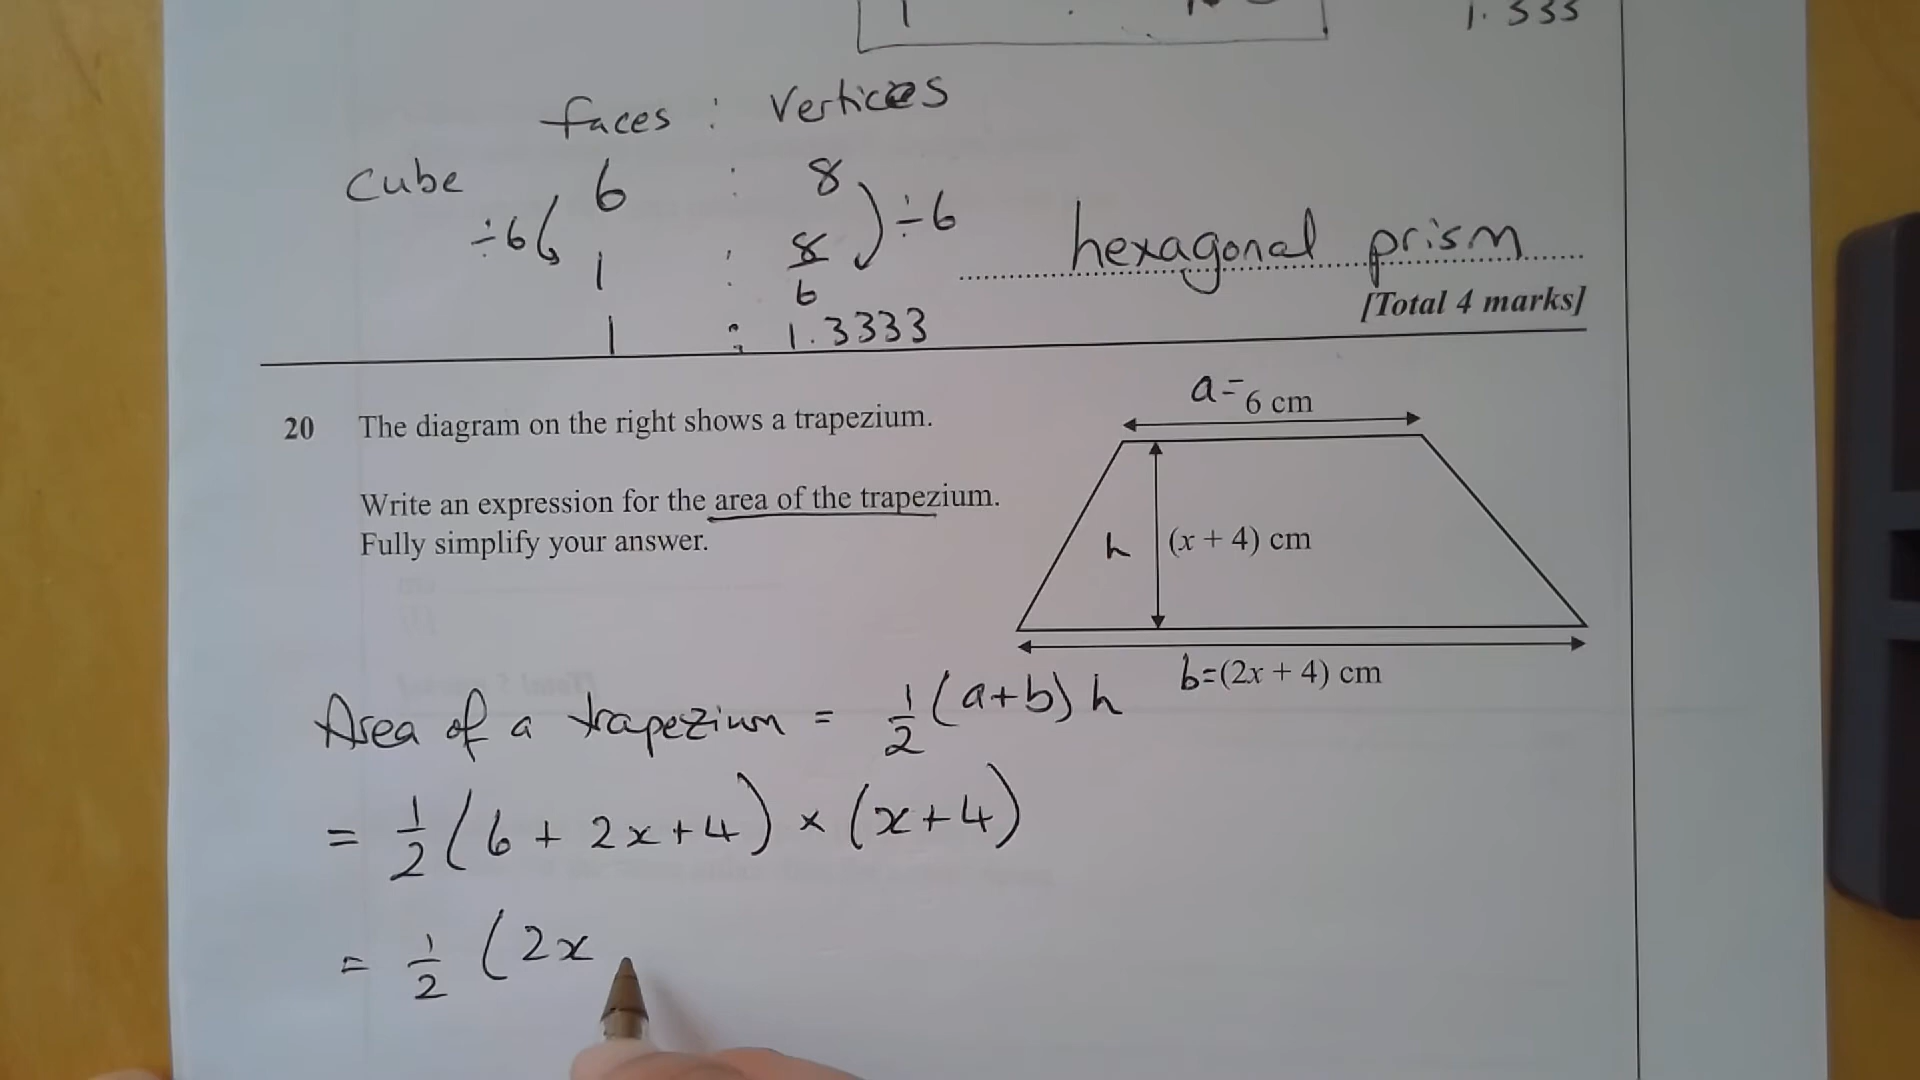 1.333
faces : Vertices
Cube 6 : 8
÷6 1 : 8/6 ÷6
hexagonal prism
[Total 4 marks]
1 : 1.3333
20 The diagram on the right shows a trapezium.
Write an expression for the area of the trapezium.
Fully simplify your answer.
a= 6 cm
h (x + 4) cm
b=(2x + 4) cm
Area of a trapezium = 1/2 (a+b) h
= 1/2 (6 + 2x+4) × (x+4)
= 1/2 (2x